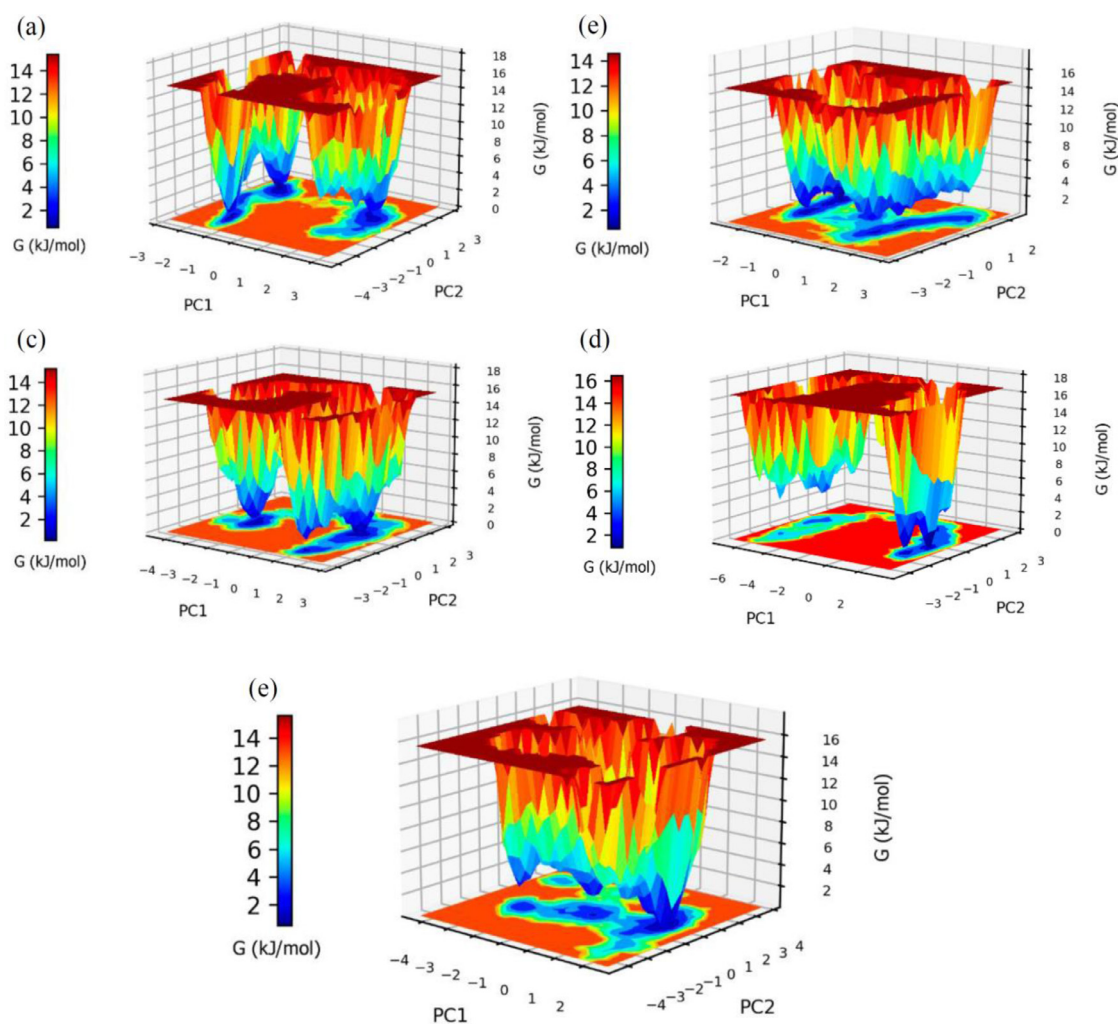 (a)
14
12
10
8
6
4
2
G (kJ/mol)
18
16
14
12
10
8
6
4
2
0
G (kJ/mol)
−3 −2 −1 0 1 2 3
PC1
−4 −3 −2 −1 0 1 2 3
PC2
(e)
14
12
10
8
6
4
2
G (kJ/mol)
16
14
12
10
8
6
4
2
G (kJ/mol)
−2 −1 0 1 2 3
PC1
−3 −2 −1 0 1 2
PC2
(c)
14
12
10
8
6
4
2
G (kJ/mol)
18
16
14
12
10
8
6
4
2
0
G (kJ/mol)
−4 −3 −2 −1 0 1 2 3
PC1
−3 −2 −1 0 1 2 3
PC2
(d)
16
14
12
10
8
6
4
2
G (kJ/mol)
18
16
14
12
10
8
6
4
2
0
G (kJ/mol)
−6 −4 −2 0 2
PC1
−3 −2 −1 0 1 2 3
PC2
(e)
14
12
10
8
6
4
2
G (kJ/mol)
16
14
12
10
8
6
4
2
G (kJ/mol)
−4 −3 −2 −1 0 1 2
PC1
−4 −3 −2 −1 0 1 2 3 4
PC2